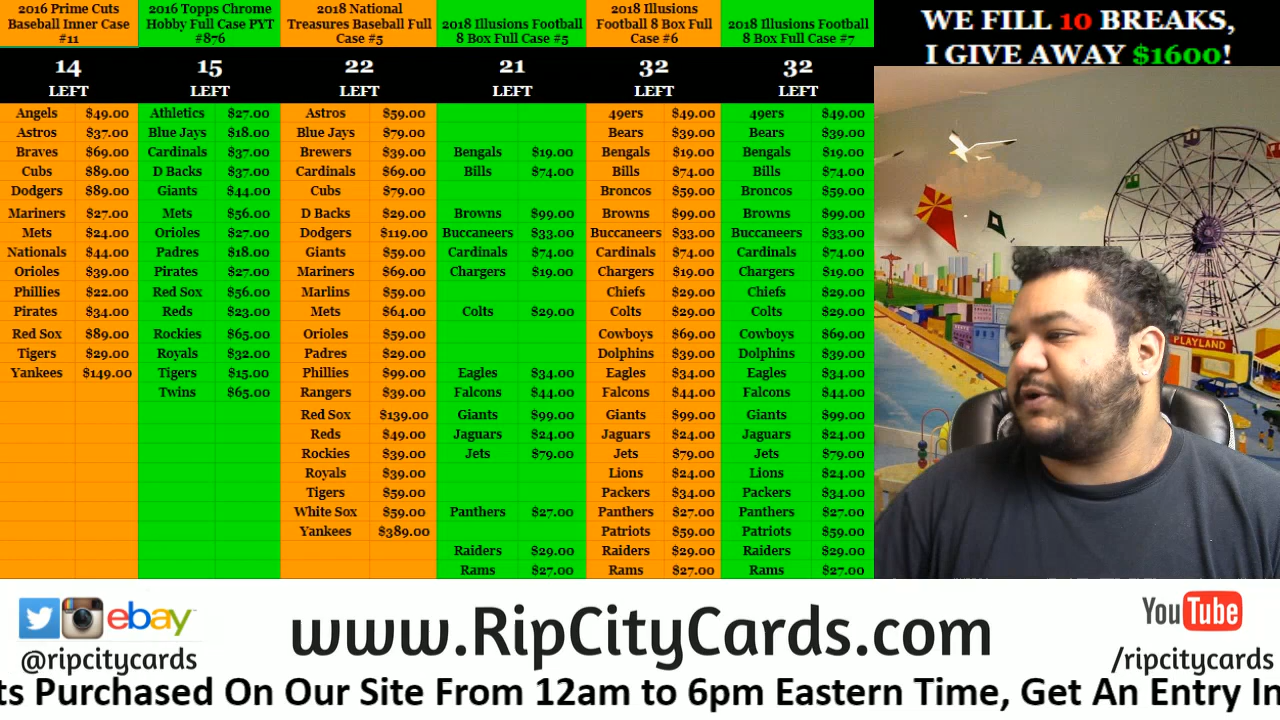 2016 Prime Cuts
Baseball Inner Case
#11
14
LEFT
Angels $49.00
Astros $37.00
Braves $69.00
Cubs $89.00
Dodgers $89.00
Mariners $27.00
Mets $24.00
Nationals $44.00
Orioles $39.00
Phillies $22.00
Pirates $34.00
Red Sox $89.00
Tigers $29.00
Yankees $149.00
2016 Topps Chrome
Hobby Full Case PYT
#876
15
LEFT
Athletics $27.00
Blue Jays $18.00
Cardinals $37.00
D Backs $37.00
Giants $44.00
Mets $56.00
Orioles $27.00
Padres $18.00
Pirates $27.00
Red Sox $56.00
Reds $23.00
Rockies $65.00
Royals $32.00
Tigers $15.00
Twins $65.00
2018 National
Treasures Baseball Full
Case #5
22
LEFT
Astros $59.00
Blue Jays $79.00
Brewers $39.00
Cardinals $69.00
Cubs $79.00
D Backs $29.00
Dodgers $119.00
Giants $59.00
Mariners $69.00
Marlins $59.00
Mets $64.00
Orioles $59.00
Padres $29.00
Phillies $99.00
Rangers $39.00
Red Sox $139.00
Reds $49.00
Rockies $39.00
Royals $39.00
Tigers $59.00
White Sox $59.00
Yankees $389.00
2018 Illusions Football
8 Box Full Case #5
21
LEFT
Bengals $19.00
Bills $74.00
Browns $99.00
Buccaneers $33.00
Cardinals $74.00
Chargers $19.00
Colts $29.00
Eagles $34.00
Falcons $44.00
Giants $99.00
Jaguars $24.00
Jets $79.00
Panthers $27.00
Raiders $29.00
Rams $27.00
2018 Illusions
Football 8 Box Full
Case #6
32
LEFT
49ers $49.00
Bears $39.00
Bengals $19.00
Bills $74.00
Broncos $59.00
Browns $99.00
Buccaneers $33.00
Cardinals $74.00
Chargers $19.00
Chiefs $29.00
Colts $29.00
Cowboys $69.00
Dolphins $39.00
Eagles $34.00
Falcons $44.00
Giants $99.00
Jaguars $24.00
Jets $79.00
Lions $24.00
Packers $34.00
Panthers $27.00
Patriots $59.00
Raiders $29.00
Rams $27.00
2018 Illusions Football
8 Box Full Case #7
32
LEFT
49ers $49.00
Bears $39.00
Bengals $19.00
Bills $74.00
Broncos $59.00
Browns $99.00
Buccaneers $33.00
Cardinals $74.00
Chargers $19.00
Chiefs $29.00
Colts $29.00
Cowboys $69.00
Dolphins $39.00
Eagles $34.00
Falcons $44.00
Giants $99.00
Jaguars $24.00
Jets $79.00
Lions $24.00
Packers $34.00
Panthers $27.00
Patriots $59.00
Raiders $29.00
Rams $27.00
WE FILL 10 BREAKS,
I GIVE AWAY $1600!
PLAYLAND
ebay
@ripcitycards
www.RipCityCards.com
YouTube
/ripcitycards
ts Purchased On Our Site From 12am to 6pm Eastern Time, Get An Entry In